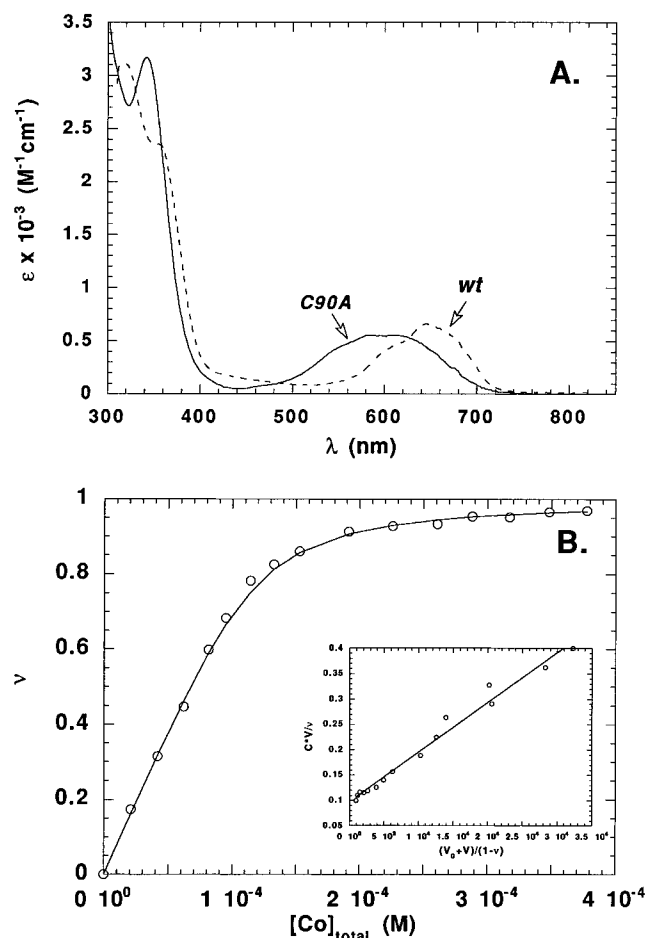 A.
3.5
3
2.5
2
1.5
1
0.5
0
ε x 10⁻³ (M⁻¹cm⁻¹)
C90A
wt
300 400 500 600 700 800
λ (nm)
B.
1
0.8
0.6
0.4
0.2
0
ν
0 10⁰ 1 10⁻⁴ 2 10⁻⁴ 3 10⁻⁴ 4 10⁻⁴
[Co]total (M)
0.4
0.35
0.30
0.25
0.20
0.15
0.1
0.05
C*V/ν
(V₀+V)/(1-ν)